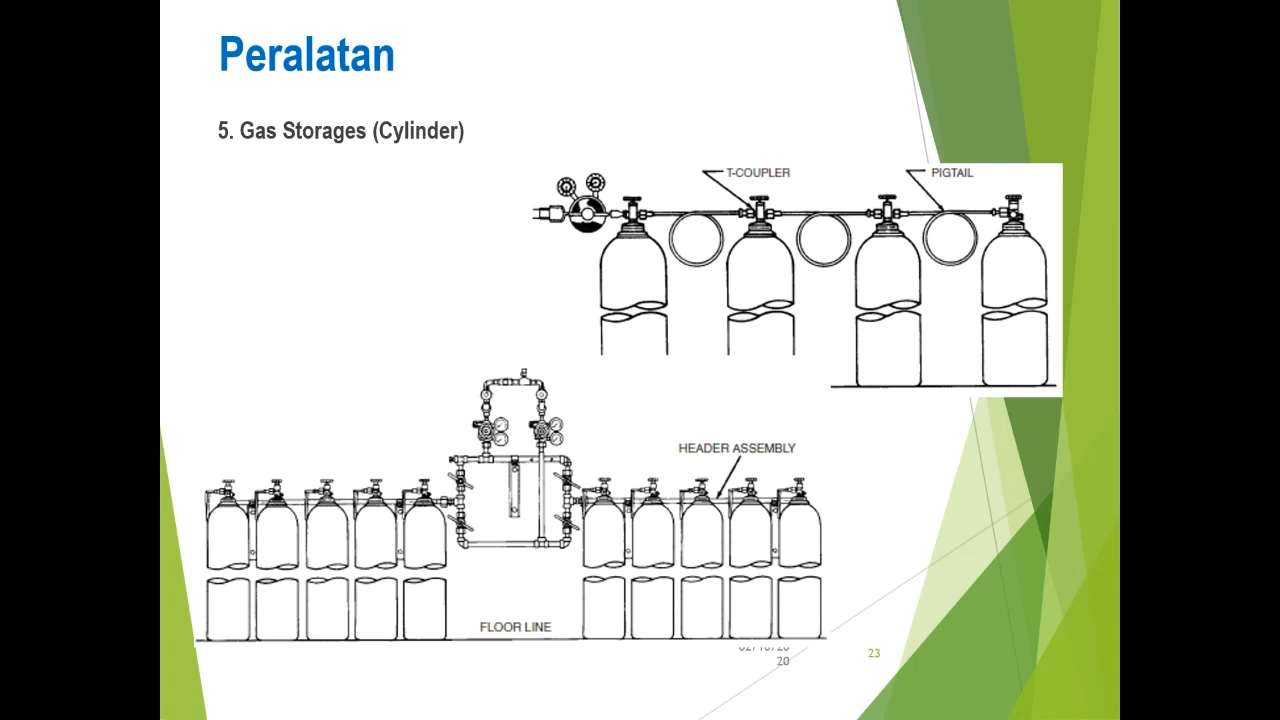 Peralatan
5. Gas Storages (Cylinder)
T-COUPLER
PIGTAIL
HEADER ASSEMBLY
FLOOR LINE
20
23